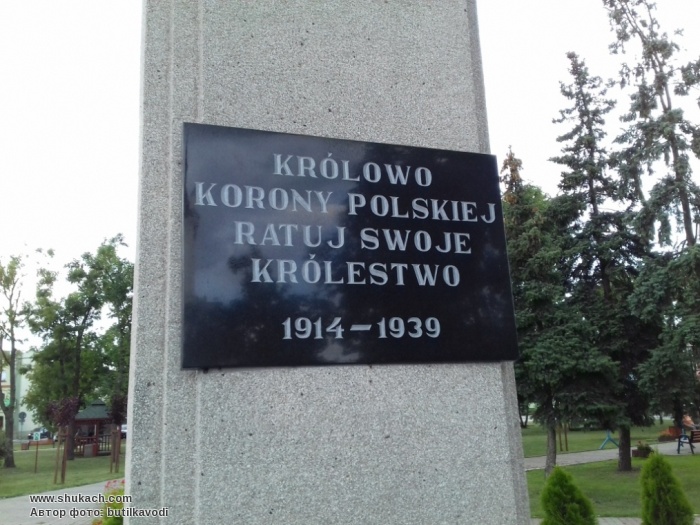 KRÓLOWO
KORONY POLSKIEJ
RATUJ SWOJE
KRÓLESTWO
1914-1939
www.shukach.com
Автор фото: butilkavodi